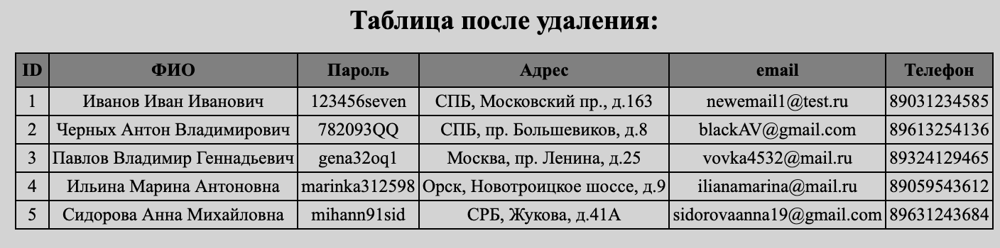 Таблица после удаления:
ID ФИО Пароль Адрес email Телефон
1 Иванов Иван Иванович 123456seven СПБ, Московский пр., д.163 newemail1@test.ru 89031234585
2 Черных Антон Владимирович 782093QQ СПБ, пр. Большевиков, д.8 blackAV@gmail.com 89613254136
3 Павлов Владимир Геннадьевич gena32oq1 Москва, пр. Ленина, д.25 vovka4532@mail.ru 89324129465
4 Ильина Марина Антоновна marinka312598 Орск, Новотроицкое шоссе, д.9 ilianamarina@mail.ru 89059543612
5 Сидорова Анна Михайловна mihann91sid СРБ, Жукова, д.41А sidorovaanna19@gmail.com 89631243684